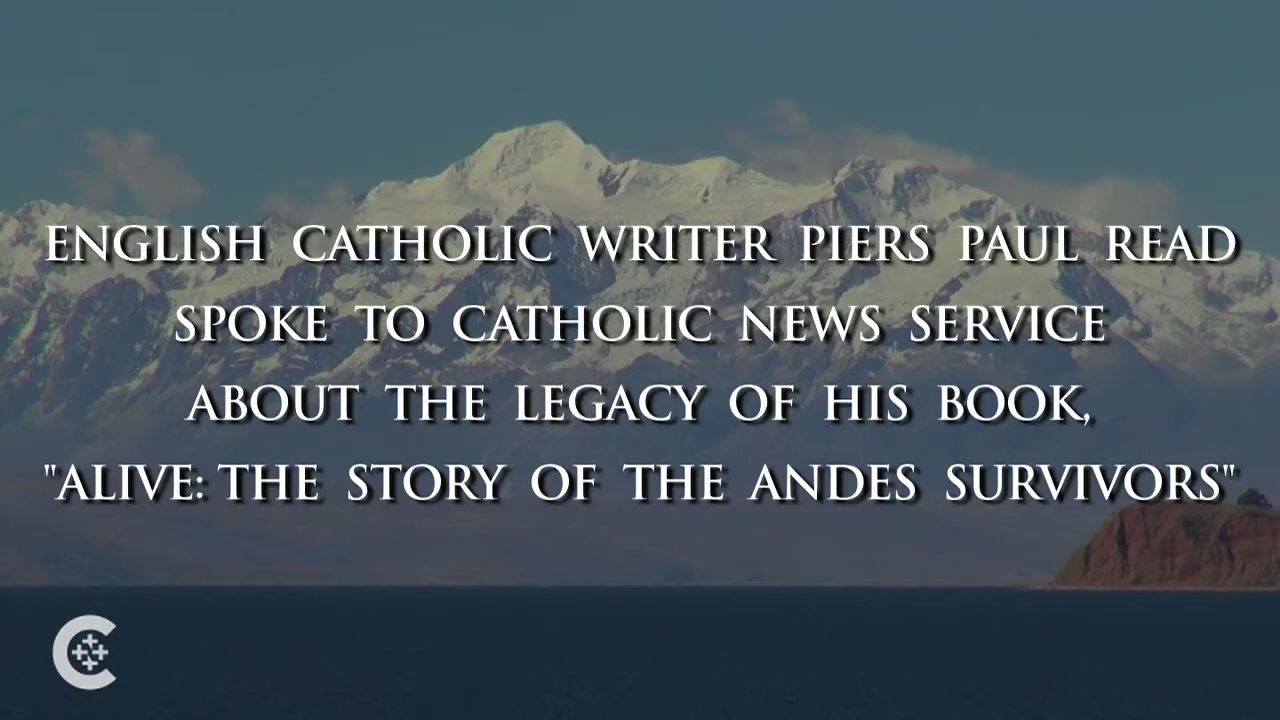 ENGLISH CATHOLIC WRITER PIERS PAUL READ
SPOKE TO CATHOLIC NEWS SERVICE
ABOUT THE LEGACY OF HIS BOOK,
"ALIVE: THE STORY OF THE ANDES SURVIVORS"